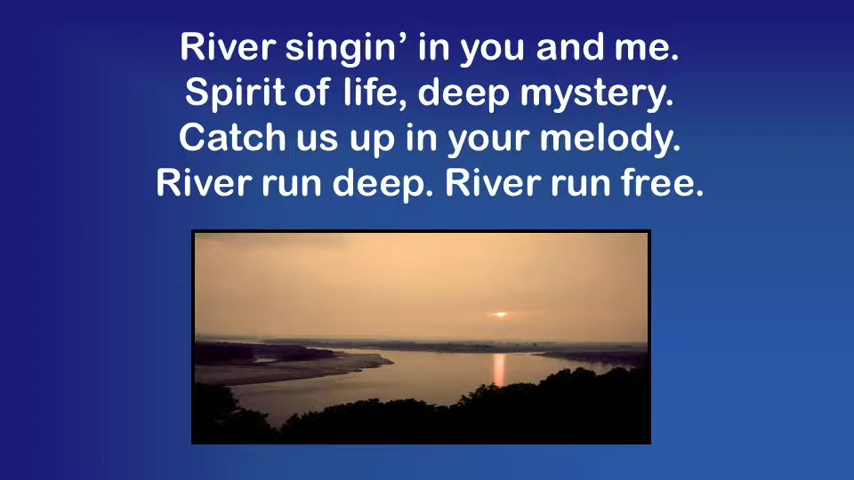 River singin’ in you and me.
Spirit of life, deep mystery.
Catch us up in your melody.
River run deep. River run free.